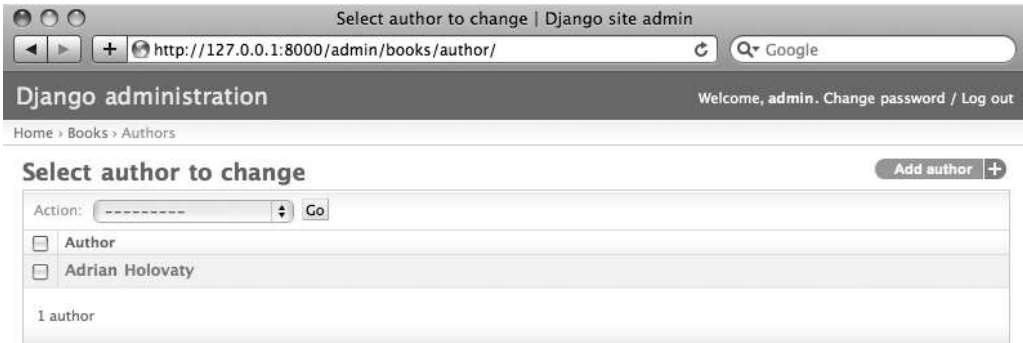 Select author to change | Django site admin
http://127.0.0.1:8000/admin/books/author/
Google
Django administration
Welcome, admin. Change password / Log out
Home › Books › Authors
Select author to change
Add author +
Action: --------- Go
Author
Adrian Holovaty
1 author